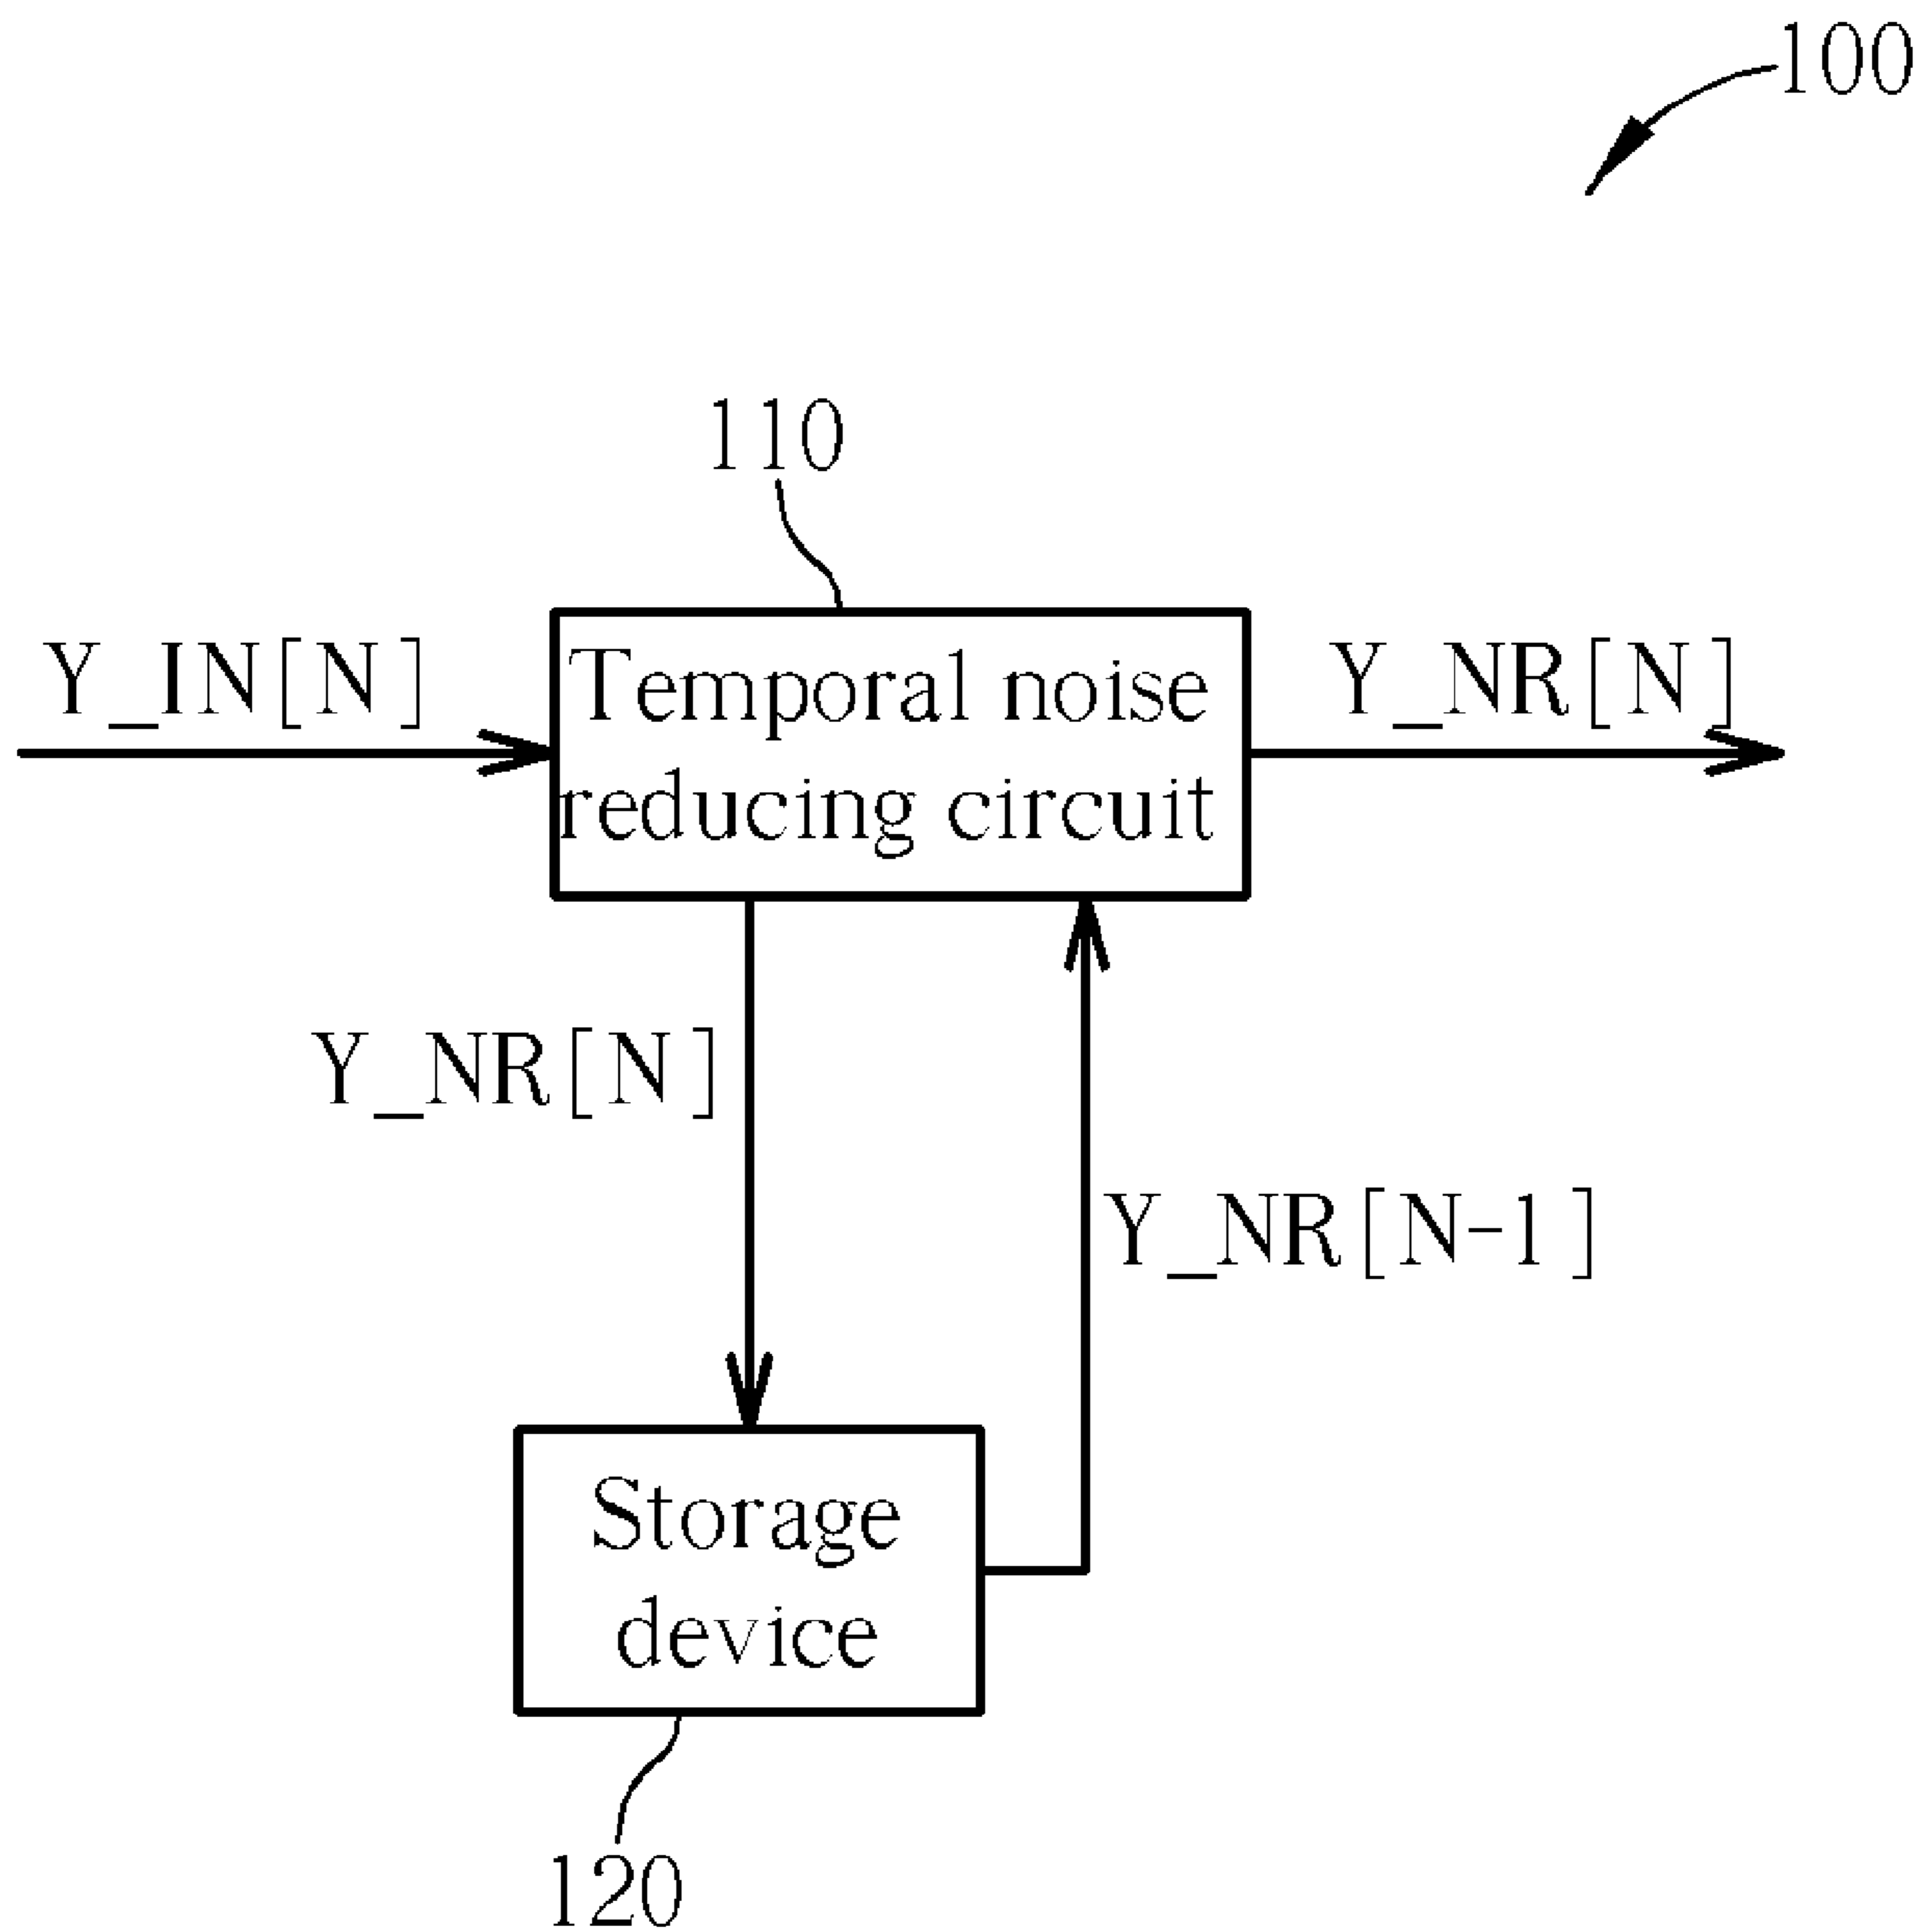 100
110
Y_IN[N]
Temporal noise
reducing circuit
Y_NR[N]
Y_NR[N]
Y_NR[N-1]
Storage
device
120